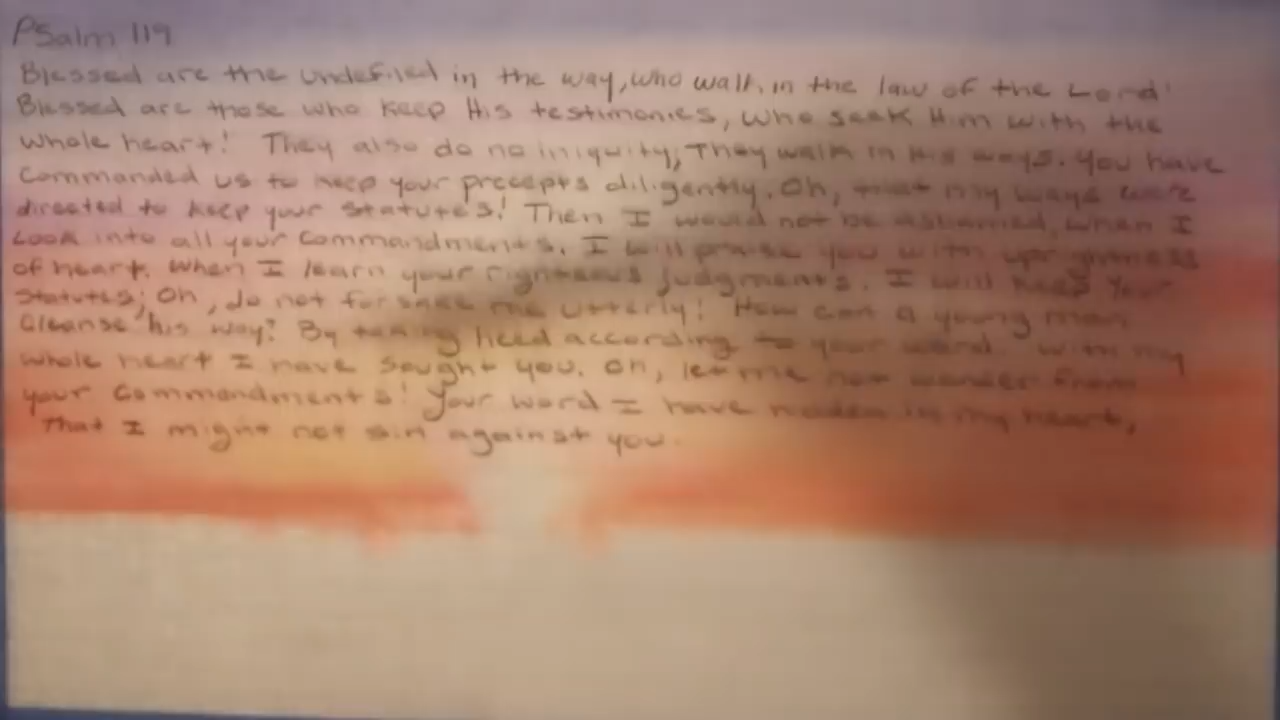 Psalm 119
Blessed are the undefiled in the way, who walk in the law of the Lord!
Blessed are those who keep His testimonies, who seek Him with the
whole heart! They also do no iniquity; They walk in His ways. You have
commanded us to keep your precepts diligently. Oh, that my ways were
directed to keep your statutes! Then I would not be ashamed, when I
Look into all your commandments. I will praise you with uprightness
of heart, when I learn your righteous judgments. I will keep your
statutes; Oh, do not forsake me utterly! How can a young man
cleanse his way? By taking heed according to your word. With my
whole heart I have sought you. Oh, let me not wander from
your commandments! Your word I have hidden in my heart,
That I might not sin against you.